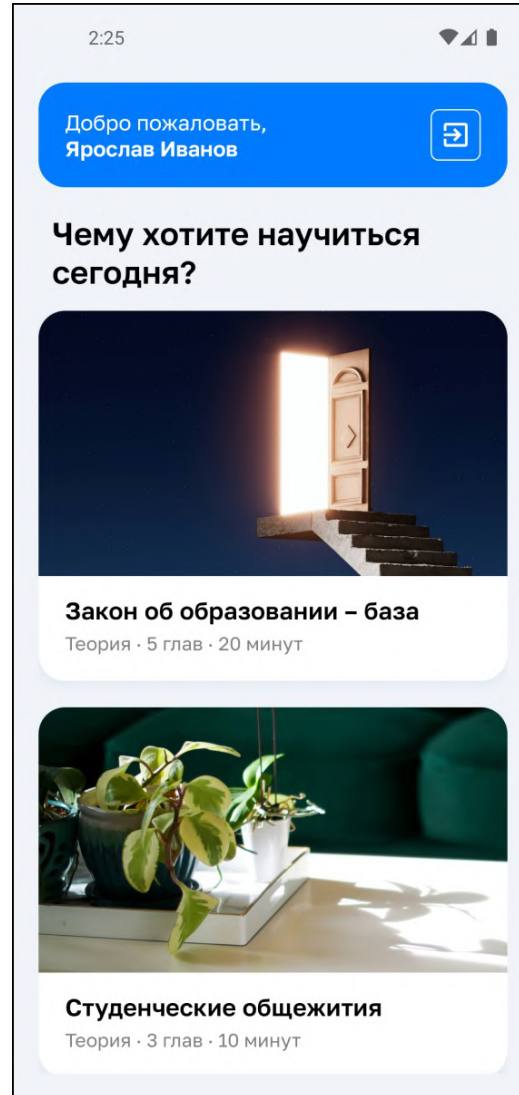 2:25
Добро пожаловать,
Ярослав Иванов
Чему хотите научиться
сегодня?
Закон об образовании – база
Теория · 5 глав · 20 минут
Студенческие общежития
Теория · 3 глав · 10 минут